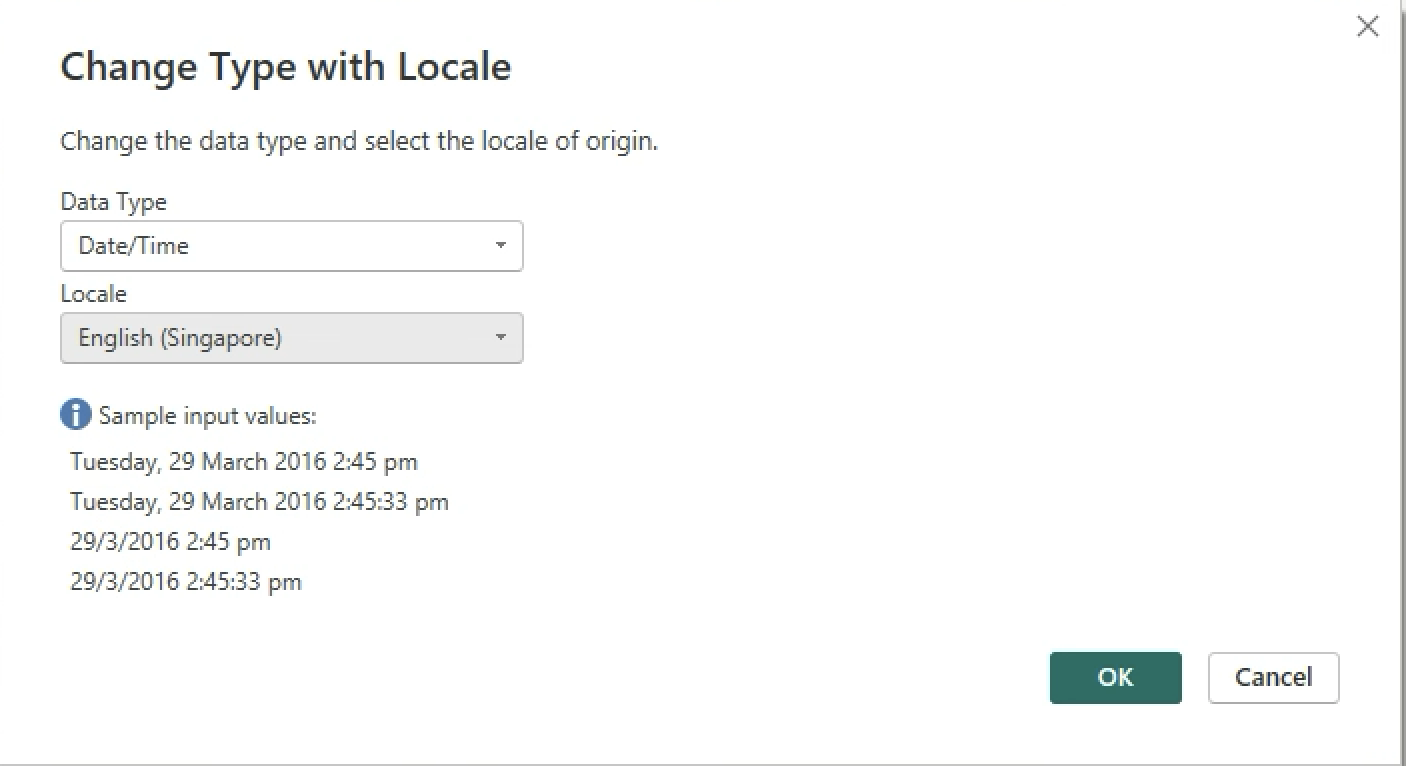 Change Type with Locale
Change the data type and select the locale of origin.
Data Type
Date/Time
Locale
English (Singapore)
Sample input values:
Tuesday, 29 March 2016 2:45 pm
Tuesday, 29 March 2016 2:45:33 pm
29/3/2016 2:45 pm
29/3/2016 2:45:33 pm
OK
Cancel